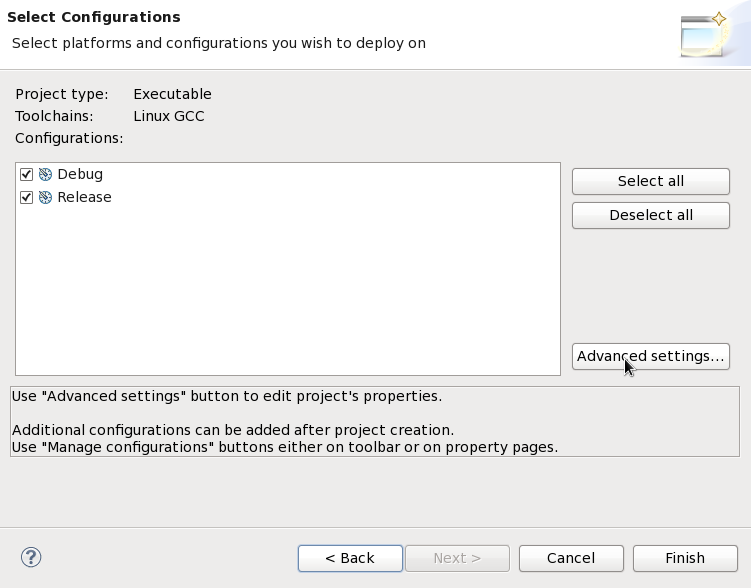 Select Configurations
Select platforms and configurations you wish to deploy on
Project type: Executable
Toolchains: Linux GCC
Configurations:
Debug
Release
Select all
Deselect all
Advanced settings...
Use "Advanced settings" button to edit project's properties.
Additional configurations can be added after project creation.
Use "Manage configurations" buttons either on toolbar or on property pages.
?
< Back
Next >
Cancel
Finish